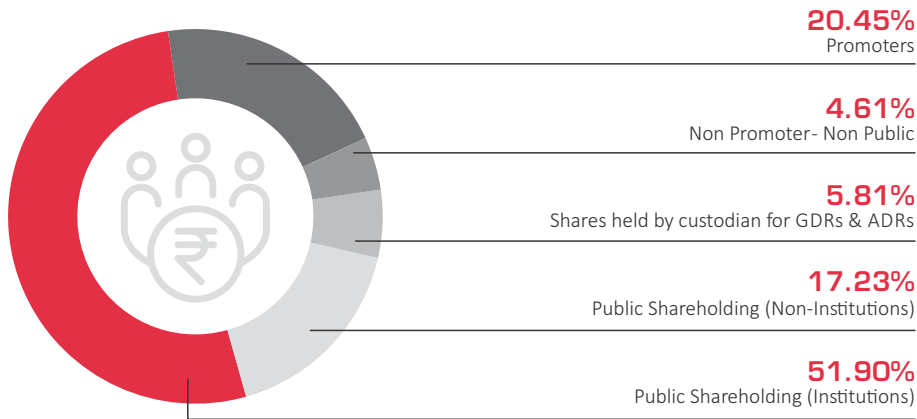 20.45%
Promoters
4.61%
Non Promoter- Non Public
5.81%
Shares held by custodian for GDRs & ADRs
17.23%
Public Shareholding (Non-Institutions)
51.90%
Public Shareholding (Institutions)
₹